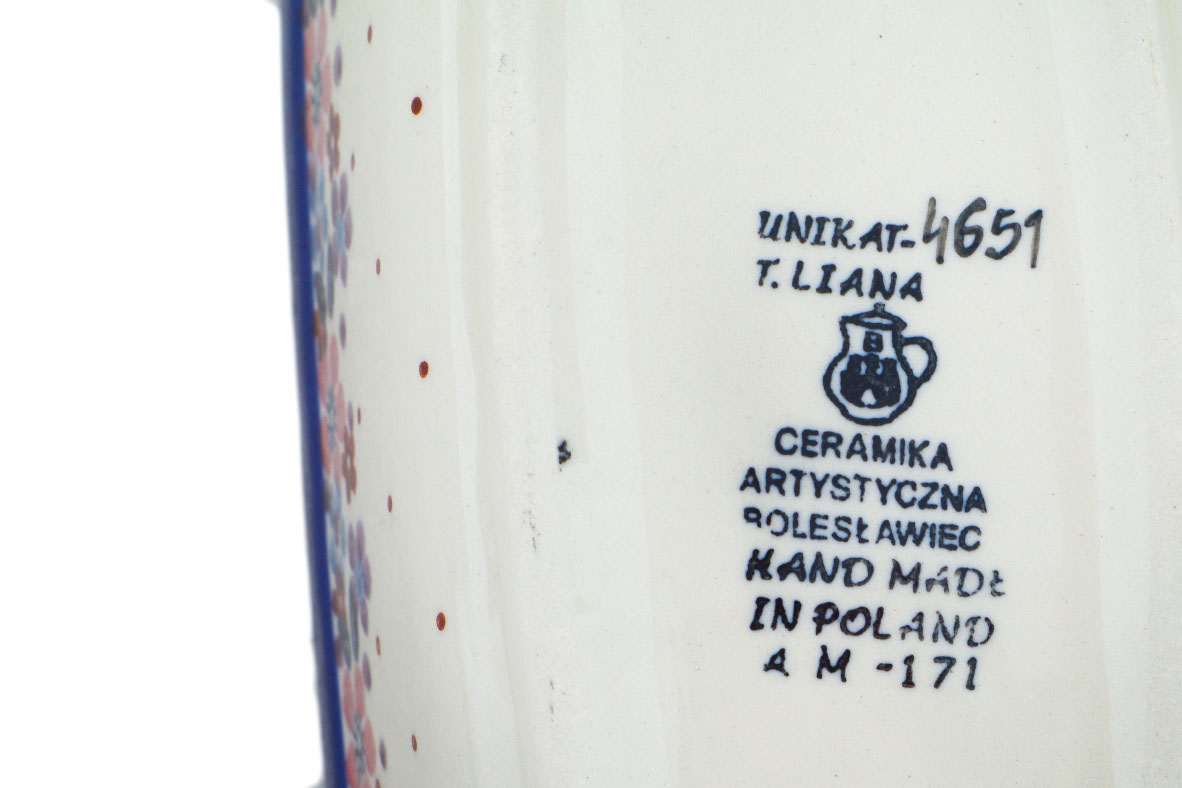 UNIKAT-4651
T. LIANA
B
CERAMIKA
ARTYSTYCZNA
BOLESŁAWIEC
HAND MADE
IN POLAND
A M -171